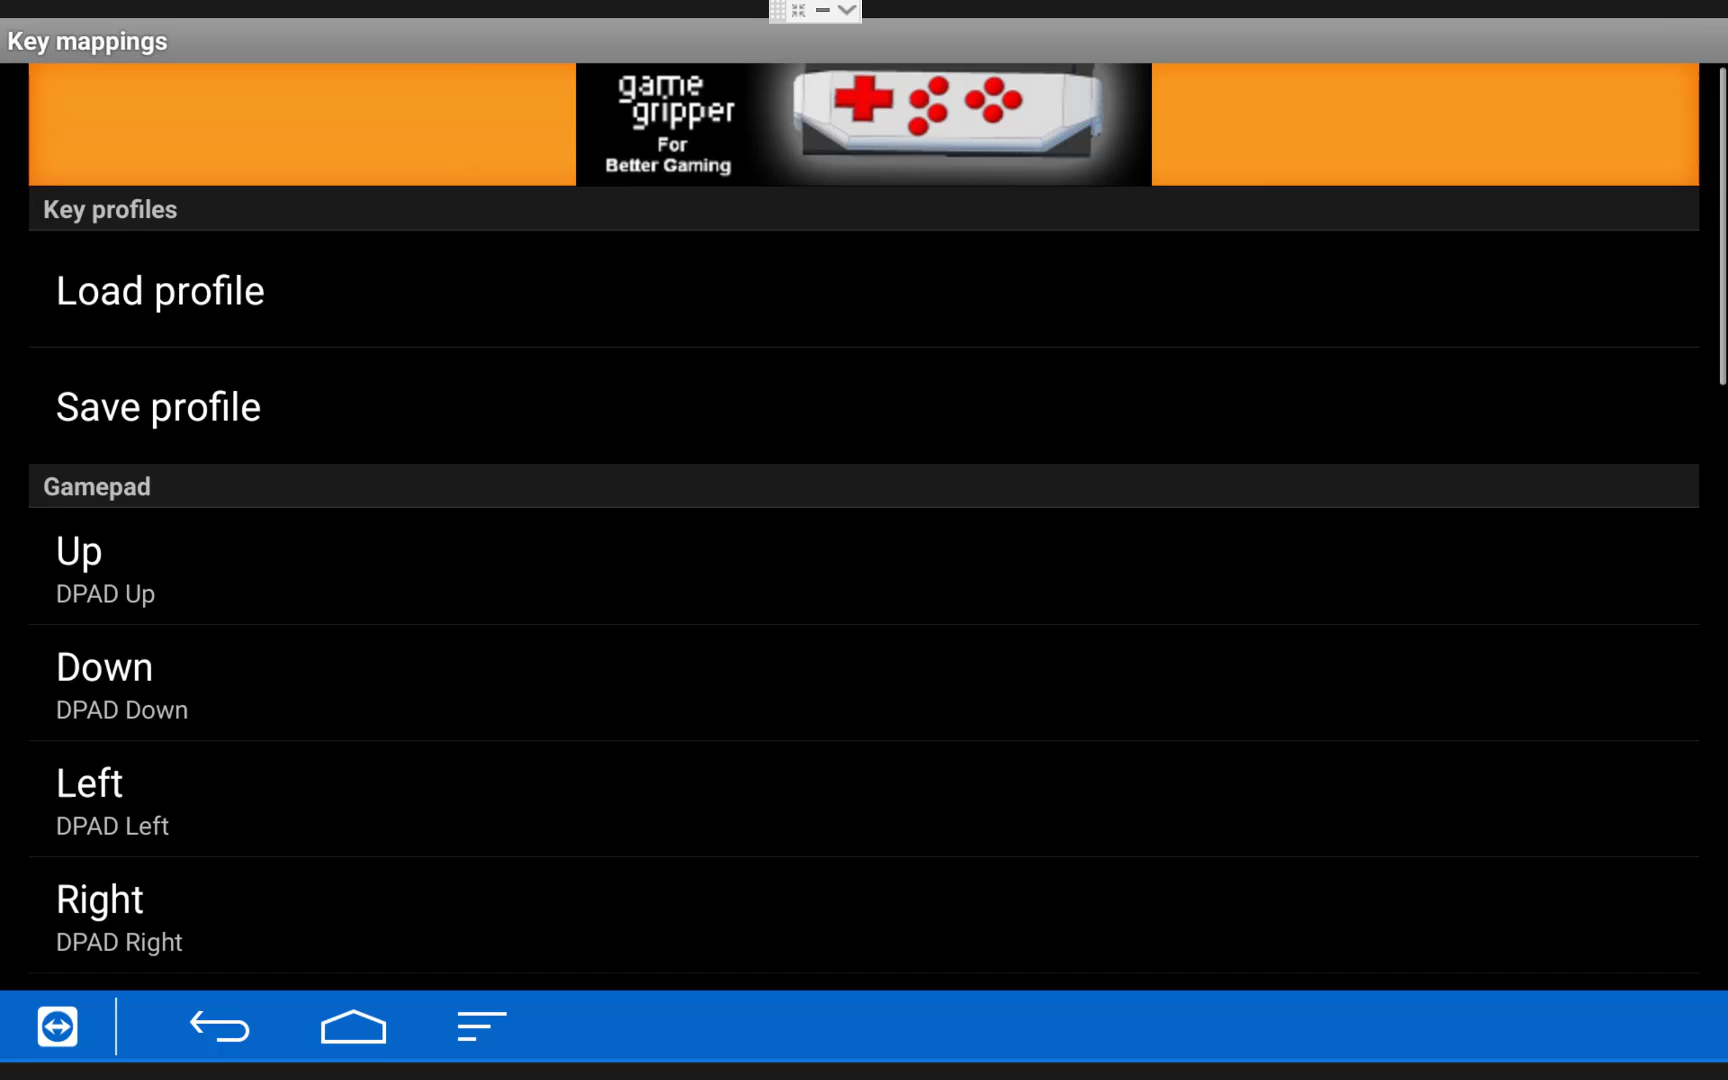 Key mappings
game
gripper
For
Better Gaming
Key profiles
Load profile
Save profile
Gamepad
Up
DPAD Up
Down
DPAD Down
Left
DPAD Left
Right
DPAD Right